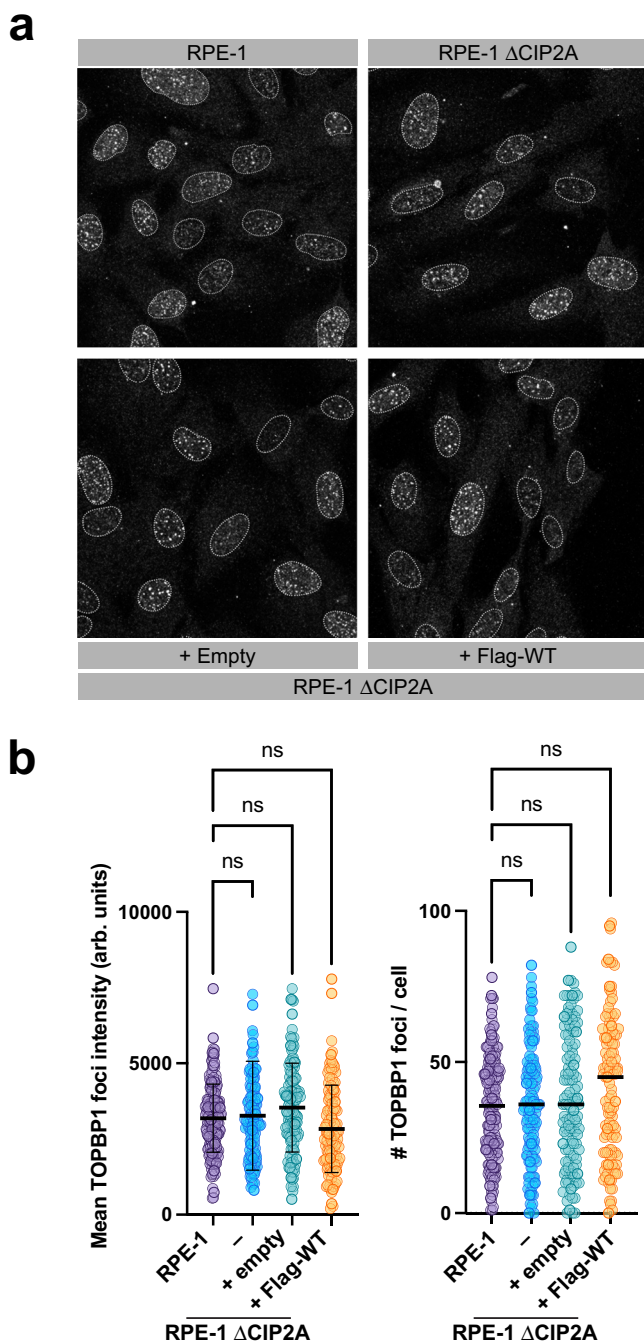 a
RPE-1
RPE-1 ΔCIP2A
+ Empty
+ Flag-WT
RPE-1 ΔCIP2A
b
ns
ns
ns
Mean TOPBP1 foci intensity (arb. units)
10000
5000
0
RPE-1
–
+ empty
+ Flag-WT
RPE-1 ΔCIP2A
ns
ns
ns
# TOPBP1 foci / cell
100
50
0
RPE-1
–
+ empty
+ Flag-WT
RPE-1 ΔCIP2A